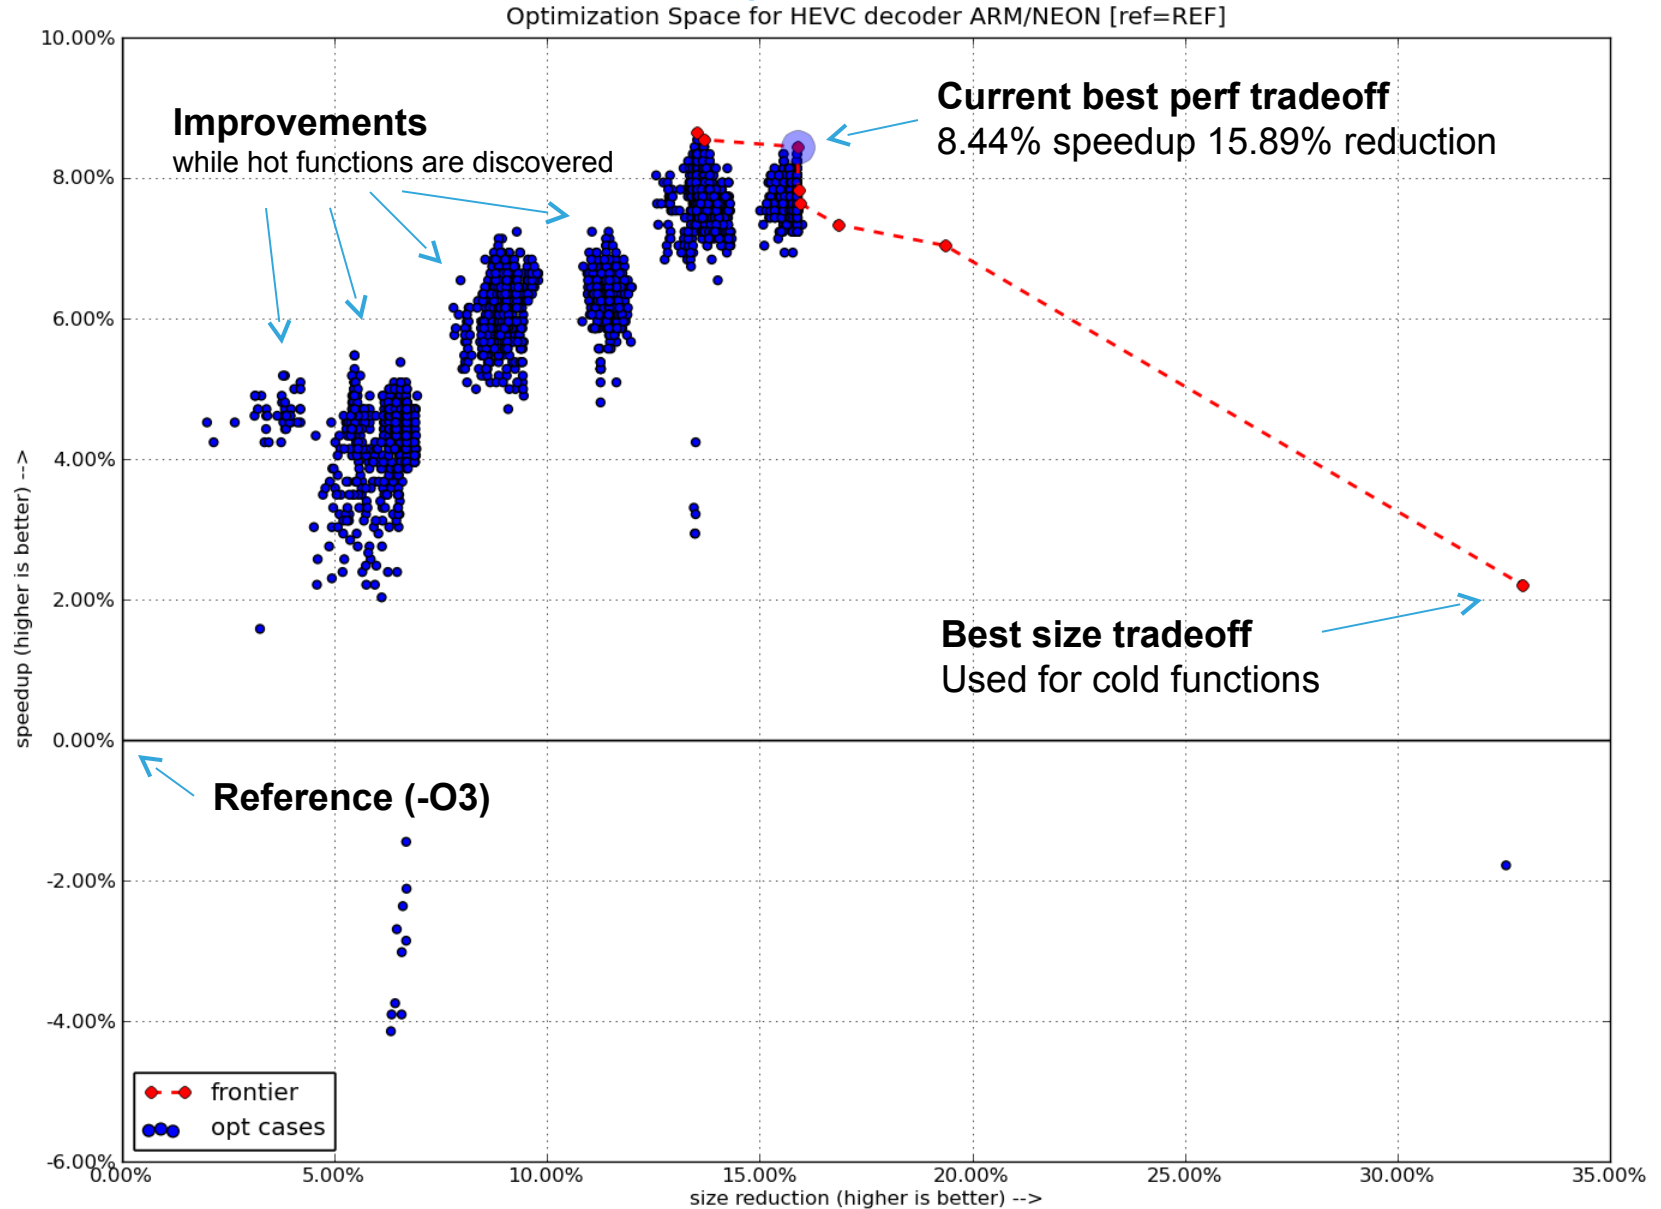 Optimization Space for HEVC decoder ARM/NEON [ref=REF]
10.00%
8.00%
6.00%
4.00%
2.00%
0.00%
-2.00%
-4.00%
-6.00%
speedup (higher is better) -->
Improvements
while hot functions are discovered
Current best perf tradeoff
8.44% speedup 15.89% reduction
Best size tradeoff
Used for cold functions
Reference (-O3)
frontier
opt cases
0.00%
5.00%
10.00%
15.00%
20.00%
25.00%
30.00%
35.00%
size reduction (higher is better) -->